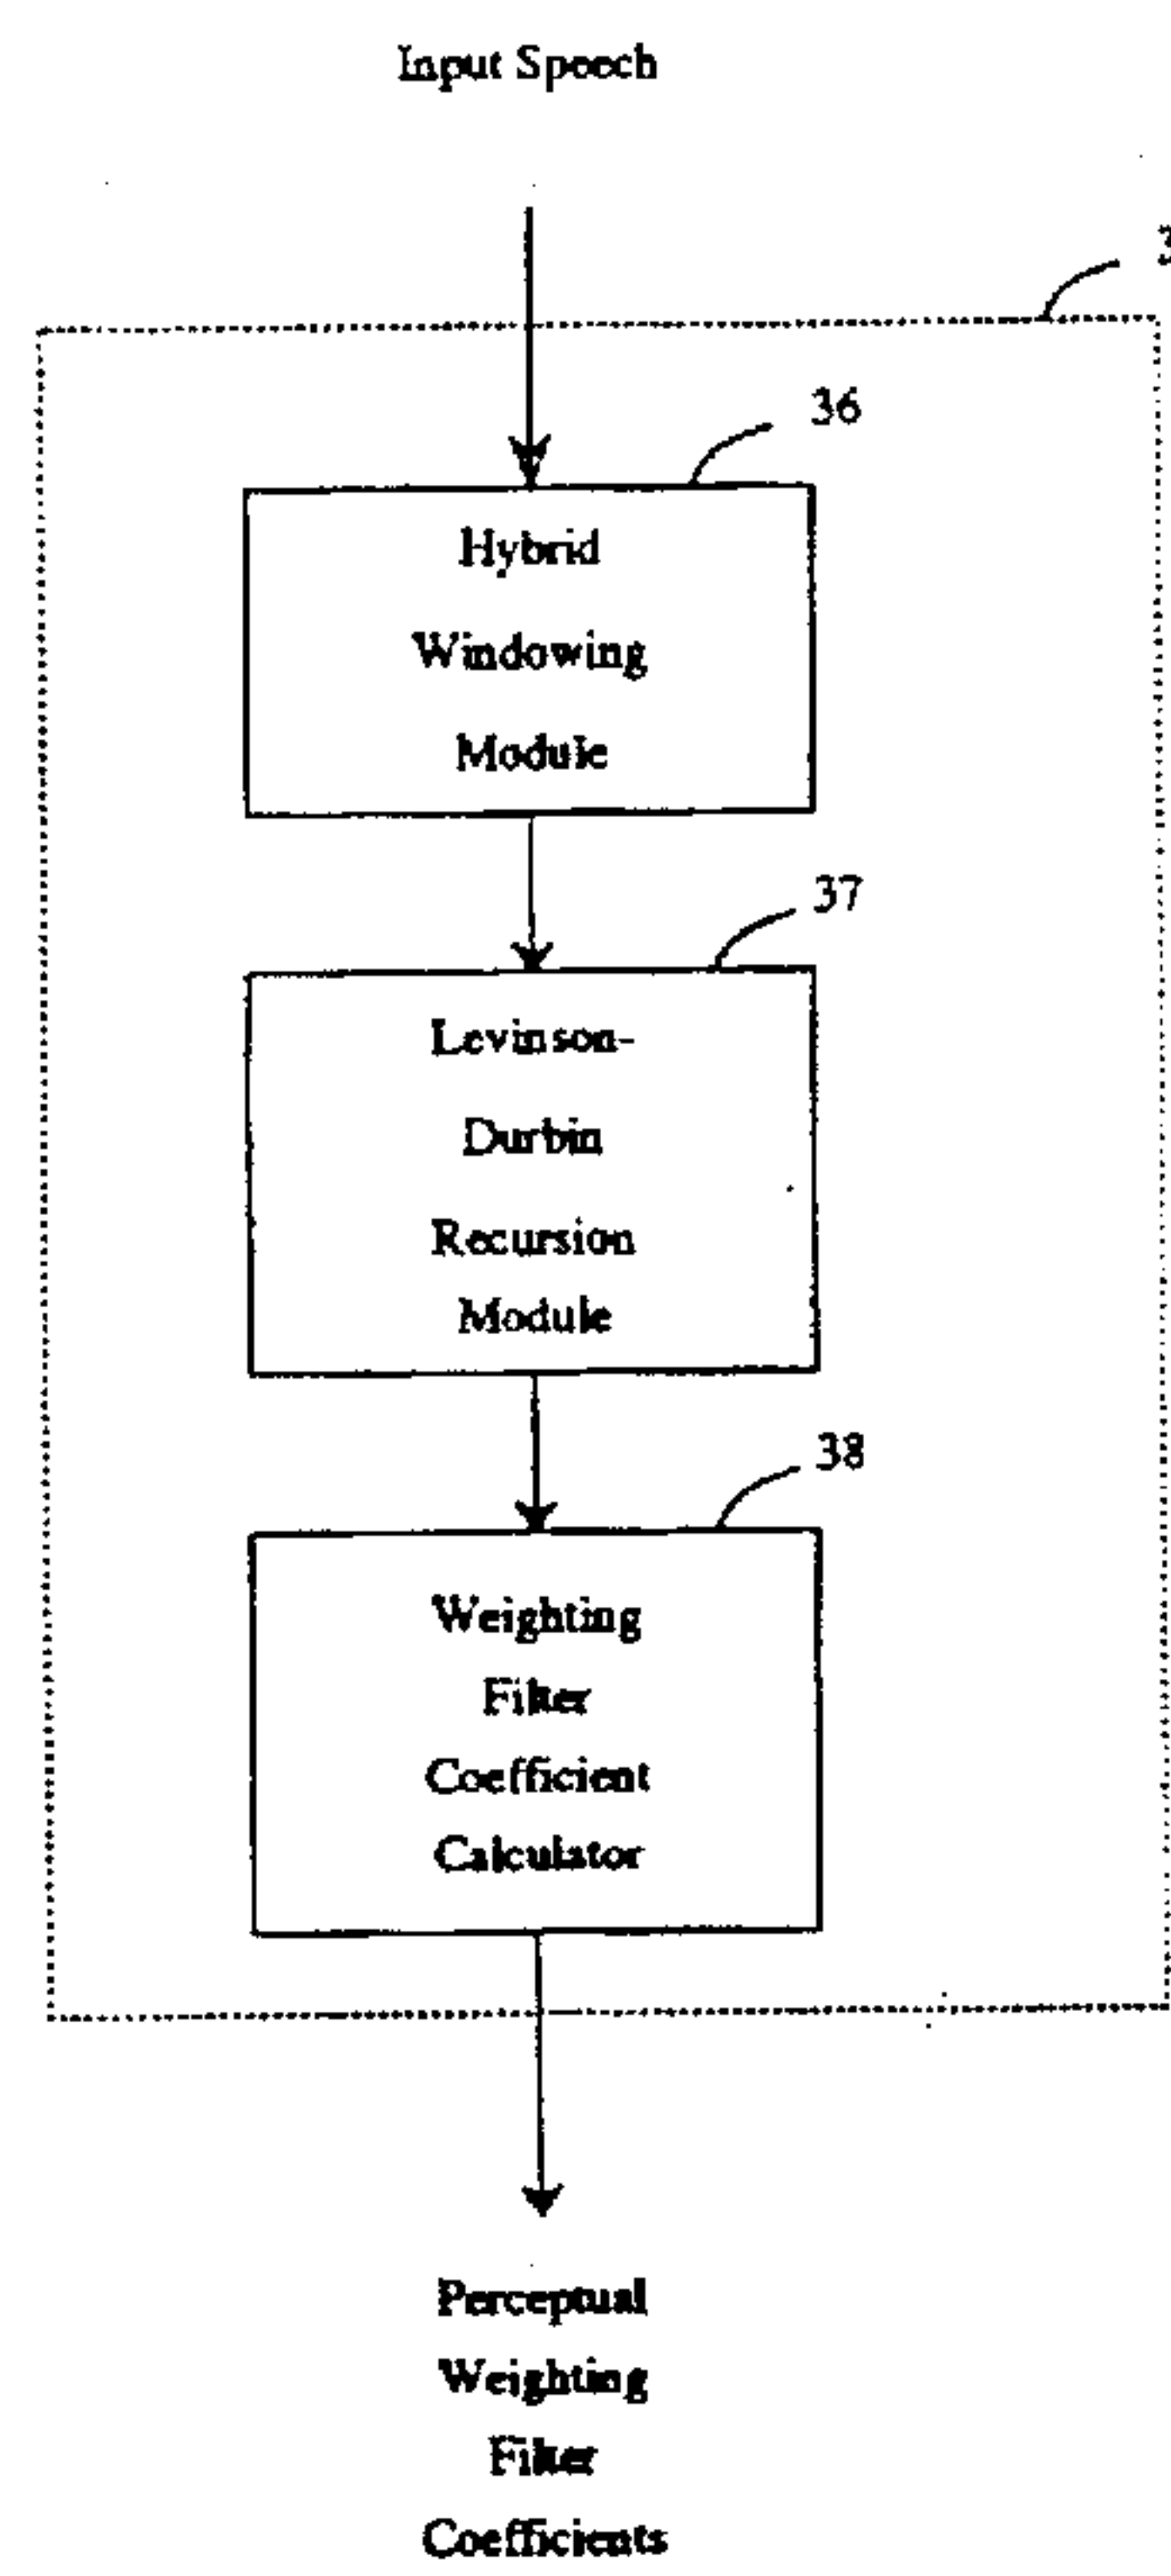 Input Speech
36
Hybrid
Windowing
Module
37
Levinson-
Durbin
Recursion
Module
38
Weighting
Filter
Coefficient
Calculator
Perceptual
Weighting
Filter
Coefficients